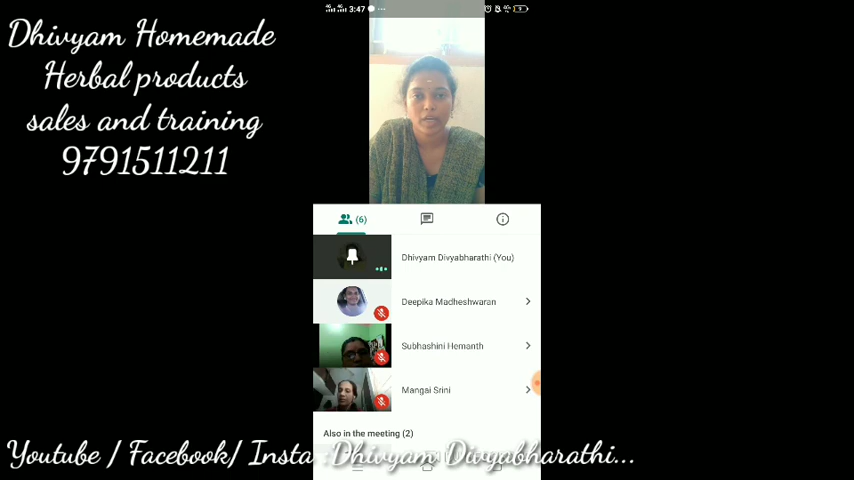 Dhivyam Homemade
Herbal products
sales and training
9791511211
3:47
(6)
Dhivyam Divyabharathi (You)
Deepika Madheshwaran
Subhashini Hemanth
Mangai Srini
Also in the meeting (2)
Youtube / Facebook/ Insta - Dhivyam Divyabharathi...